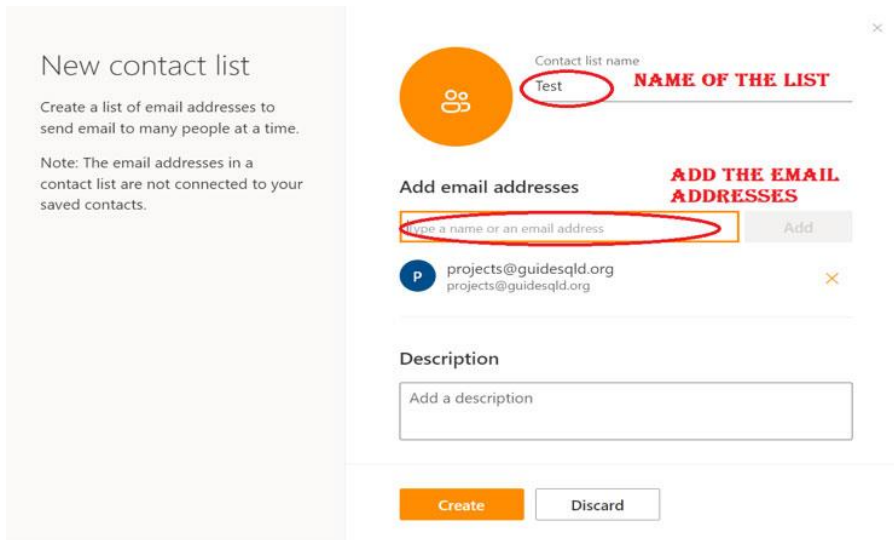 New contact list
Create a list of email addresses to
send email to many people at a time.
Note: The email addresses in a
contact list are not connected to your
saved contacts.
Contact list name
Test
NAME OF THE LIST
Add email addresses
ADD THE EMAIL
ADDRESSES
Type a name or an email address
Add
P
projects@guidesqld.org
projects@guidesqld.org
Description
Add a description
Create
Discard